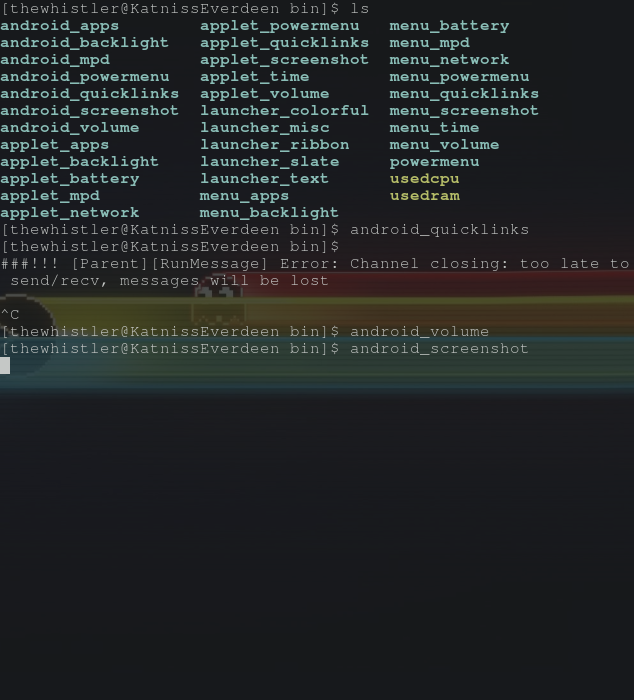 [thewhistler@KatnissEverdeen bin]$ ls
android_apps applet_powermenu menu_battery
android_backlight applet_quicklinks menu_mpd
android_mpd applet_screenshot menu_network
android_powermenu applet_time menu_powermenu
android_quicklinks applet_volume menu_quicklinks
android_screenshot launcher_colorful menu_screenshot
android_volume launcher_misc menu_time
applet_apps launcher_ribbon menu_volume
applet_backlight launcher_slate powermenu
applet_battery launcher_text usedcpu
applet_mpd menu_apps usedram
applet_network menu_backlight
[thewhistler@KatnissEverdeen bin]$ android_quicklinks
[thewhistler@KatnissEverdeen bin]$
###!!! [Parent][RunMessage] Error: Channel closing: too late to
send/recv, messages will be lost
^C
[thewhistler@KatnissEverdeen bin]$ android_volume
[thewhistler@KatnissEverdeen bin]$ android_screenshot